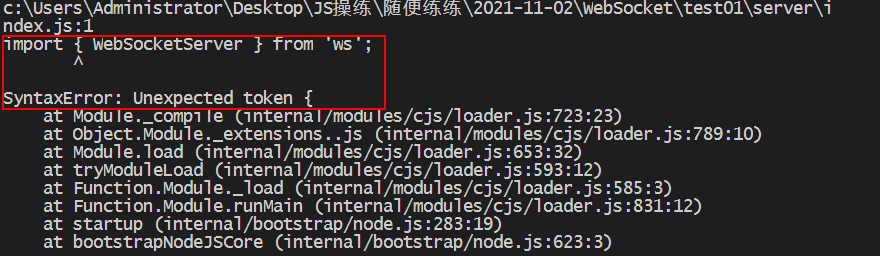 c:\Users\Administrator\Desktop\JS操练\随便练练\2021-11-02\WebSocket\test01\server\i
ndex.js:1
import { WebSocketServer } from 'ws';
       ^
SyntaxError: Unexpected token {
    at Module._compile (internal/modules/cjs/loader.js:723:23)
    at Object.Module._extensions..js (internal/modules/cjs/loader.js:789:10)
    at Module.load (internal/modules/cjs/loader.js:653:32)
    at tryModuleLoad (internal/modules/cjs/loader.js:593:12)
    at Function.Module._load (internal/modules/cjs/loader.js:585:3)
    at Function.Module.runMain (internal/modules/cjs/loader.js:831:12)
    at startup (internal/bootstrap/node.js:283:19)
    at bootstrapNodeJSCore (internal/bootstrap/node.js:623:3)